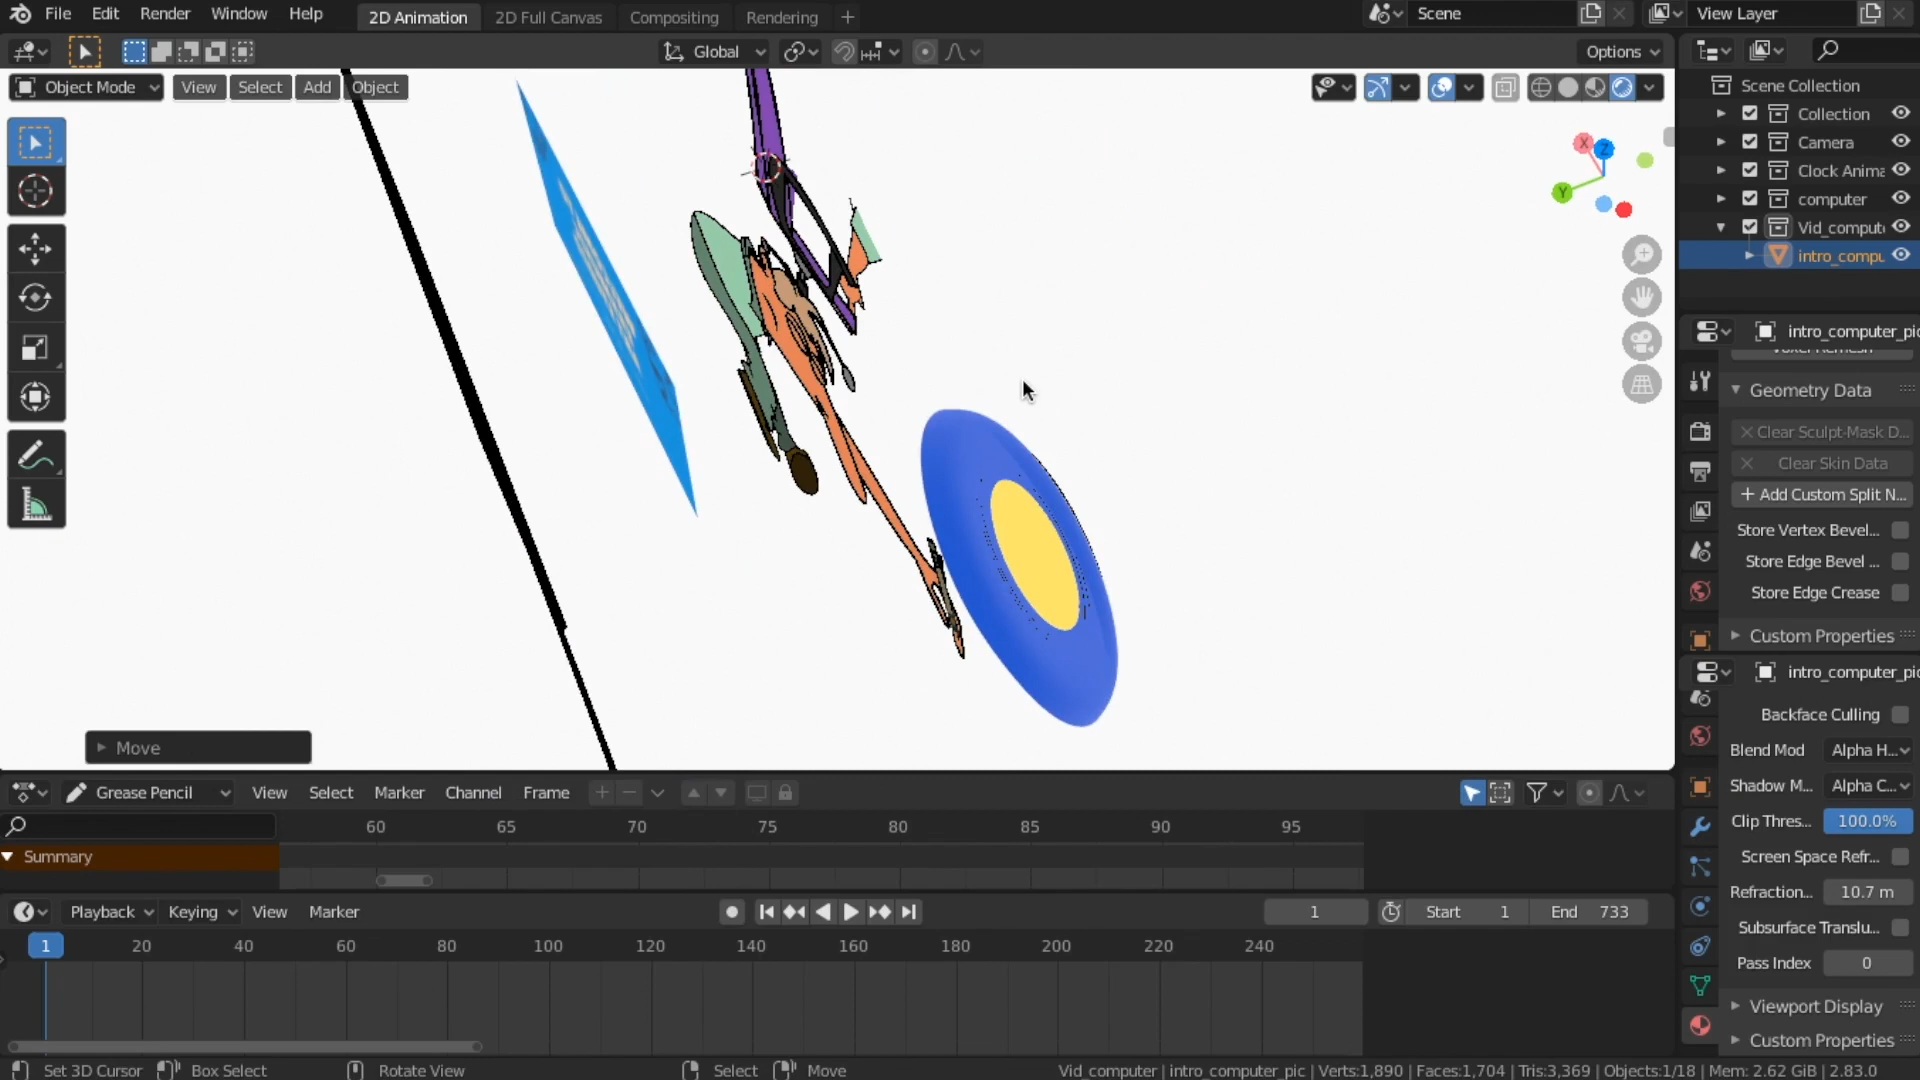 File Edit Render Window Help 2D Animation 2D Full Canvas Compositing Rendering + Scene View Layer
Global Options
Object Mode View Select Add Object
Scene Collection
Collection
Camera
Clock Anima
computer
Vid_comput
intro_compu
X Z
Y
intro_computer_pic
Geometry Data
Clear Sculpt-Mask D...
Clear Skin Data
+ Add Custom Split N...
Store Vertex Bevel...
Store Edge Bevel ...
Store Edge Crease
Custom Properties
intro_computer_pic
Backface Culling
Blend Mod Alpha H...
Shadow M... Alpha C...
Clip Thres... 100.0%
Screen Space Refr...
Refraction... 10.7 m
Subsurface Translu...
Pass Index 0
Viewport Display
Custom Properties
Move
Grease Pencil View Select Marker Channel Frame
60 65 70 75 80 85 90 95
Summary
Playback Keying View Marker 1 Start 1 End 733
1 20 40 60 80 100 120 140 160 180 200 220 240
Set 3D Cursor Box Select Rotate View Select Move Vid_computer | intro_computer_pic | Verts:1,890 | Faces:1,704 | Tris:3,369 | Objects:1/18 | Mem: 2.62 GiB | 2.83.0